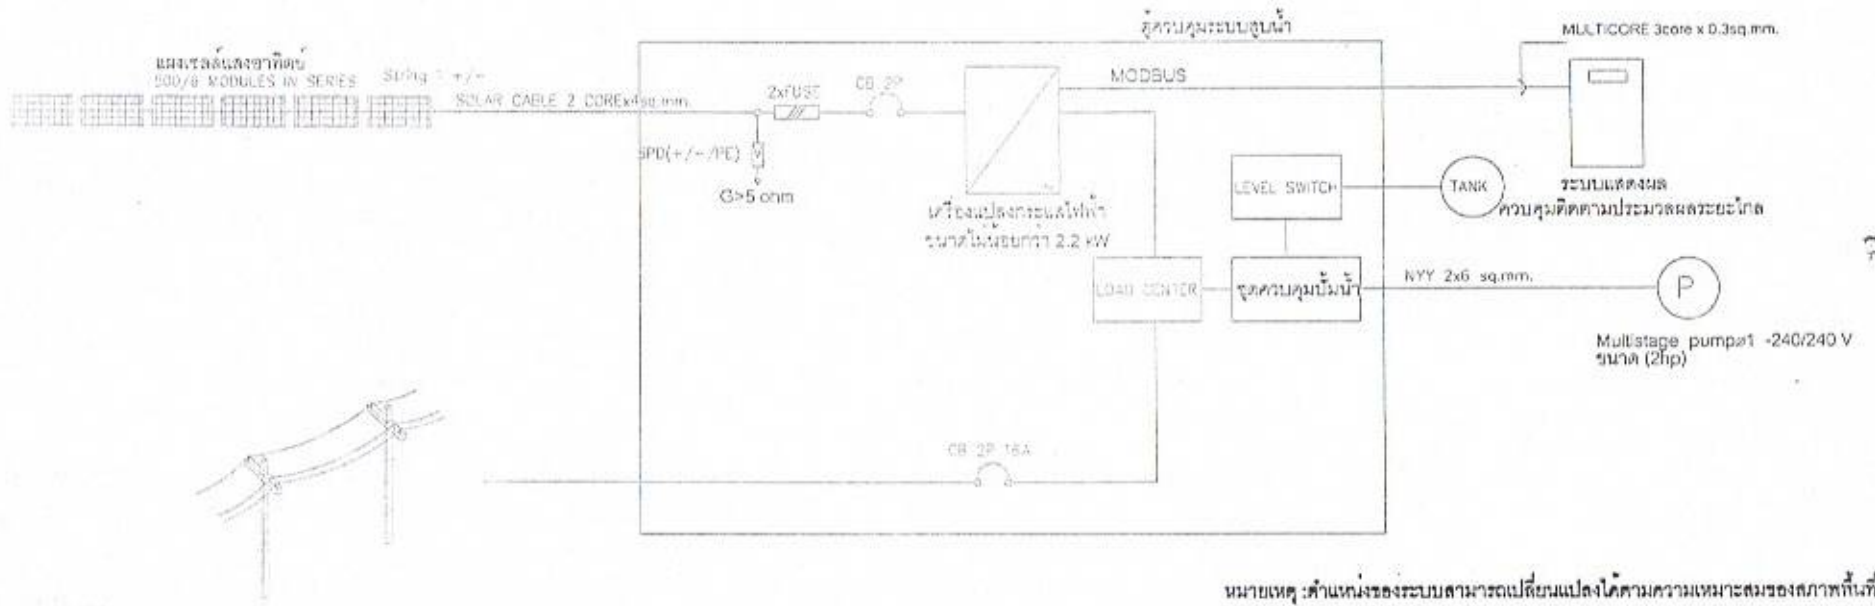 ตู้ควบคุมระบบสูบน้ำ
MULTICORE 3core x 0.3sq.mm.
แผงเซลล์แสงอาทิตย์
500/8 MODULES IN SERIES
String 1 +/-
SOLAR CABLE 2 COREx4sq.mm.
2xFUSE
CB 2P
MODBUS
SPD(+/-/PE)
G>5 ohm
เครื่องแปลงกระแสไฟฟ้า
ขนาดไม่น้อยกว่า 2.2 kW
LEVEL SWITCH
TANK
ระบบแสดงผล
ควบคุมติดตามประมวลผลระยะไกล
LOAD CENTER
ชุดควบคุมปั๊มน้ำ
NYY 2x6 sq.mm.
P
Multistage pumpø1 -240/240 V
ขนาด (2hp)
CB 2P 16A
หมายเหตุ :ตำแหน่งของระบบสามารถเปลี่ยนแปลงได้ตามความเหมาะสมของสภาพพื้นที่